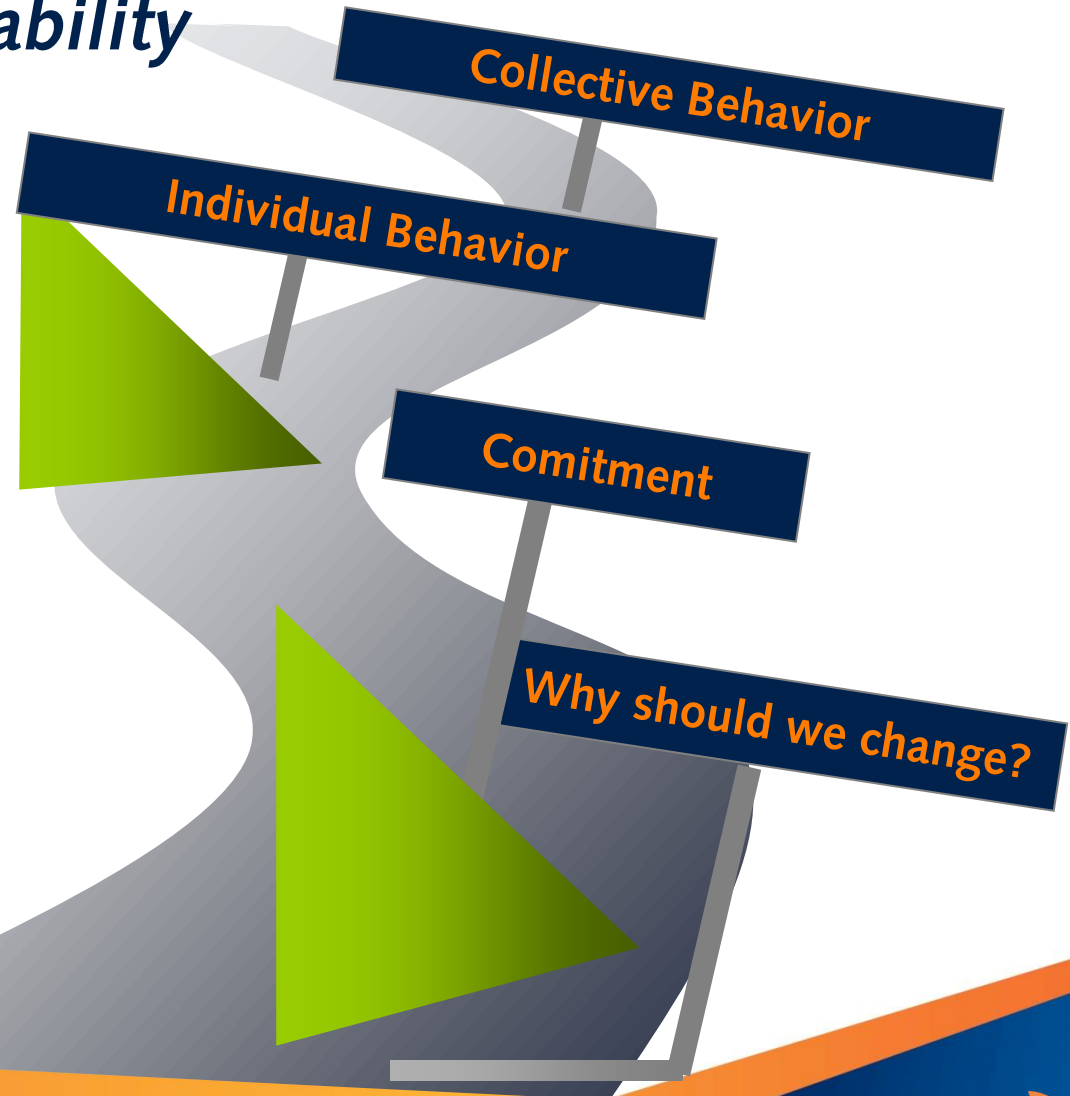 ability
Collective Behavior
Individual Behavior
Comitment
Why should we change?